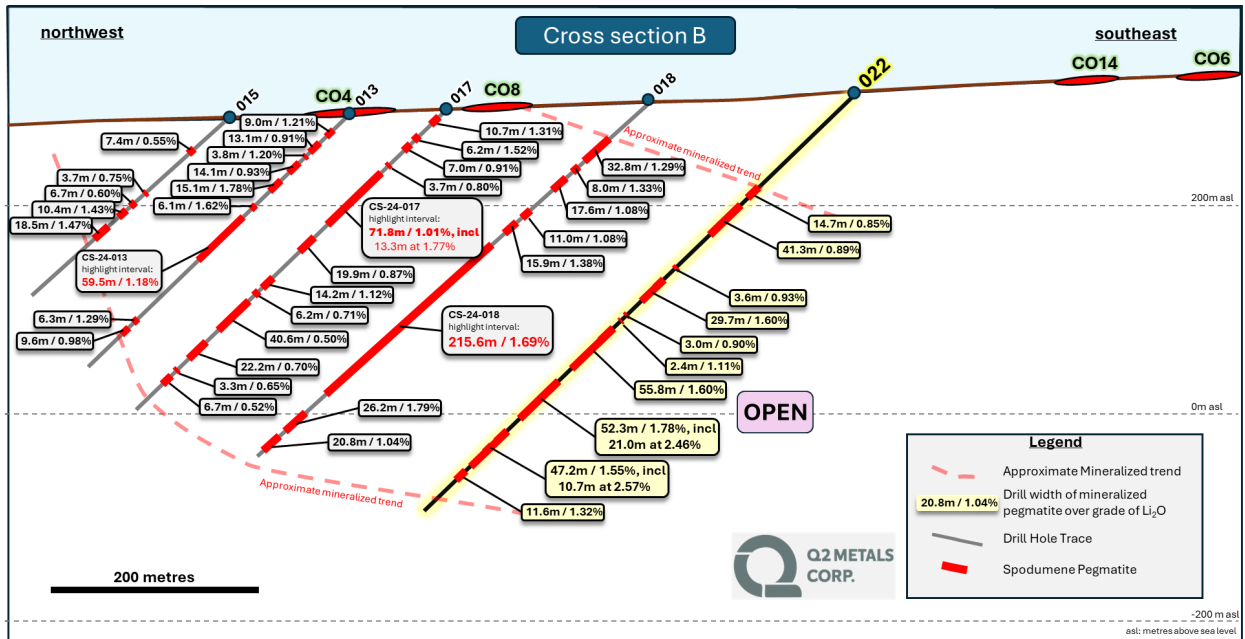 northwest
Cross section B
southeast
015
CO4
013
017
CO8
018
022
CO14
CO6
7.4m / 0.55%
3.7m / 0.75%
6.7m / 0.60%
10.4m / 1.43%
18.5m / 1.47%
9.0m / 1.21%
13.1m / 0.91%
3.8m / 1.20%
14.1m / 0.93%
15.1m / 1.78%
6.1m / 1.62%
CS-24-013
highlight interval:
59.5m / 1.18%
6.3m / 1.29%
9.6m / 0.98%
10.7m / 1.31%
6.2m / 1.52%
7.0m / 0.91%
3.7m / 0.80%
CS-24-017
highlight interval:
71.8m / 1.01%, incl
13.3m at 1.77%
19.9m / 0.87%
14.2m / 1.12%
6.2m / 0.71%
40.6m / 0.50%
22.2m / 0.70%
3.3m / 0.65%
6.7m / 0.52%
Approximate mineralized trend
32.8m / 1.29%
8.0m / 1.33%
17.6m / 1.08%
11.0m / 1.08%
15.9m / 1.38%
CS-24-018
highlight interval:
215.6m / 1.69%
26.2m / 1.79%
20.8m / 1.04%
200m asl
14.7m / 0.85%
41.3m / 0.89%
3.6m / 0.93%
29.7m / 1.60%
3.0m / 0.90%
2.4m / 1.11%
55.8m / 1.60%
52.3m / 1.78%, incl
21.0m at 2.46%
47.2m / 1.55%, incl
10.7m at 2.57%
11.6m / 1.32%
Approximate mineralized trend
OPEN
0m asl
Legend
Approximate Mineralized trend
20.8m / 1.04%
Drill width of mineralized
pegmatite over grade of Li₂O
Drill Hole Trace
Spodumene Pegmatite
200 metres
Q2 METALS
CORP.
-200 m asl
asl: metres above sea level